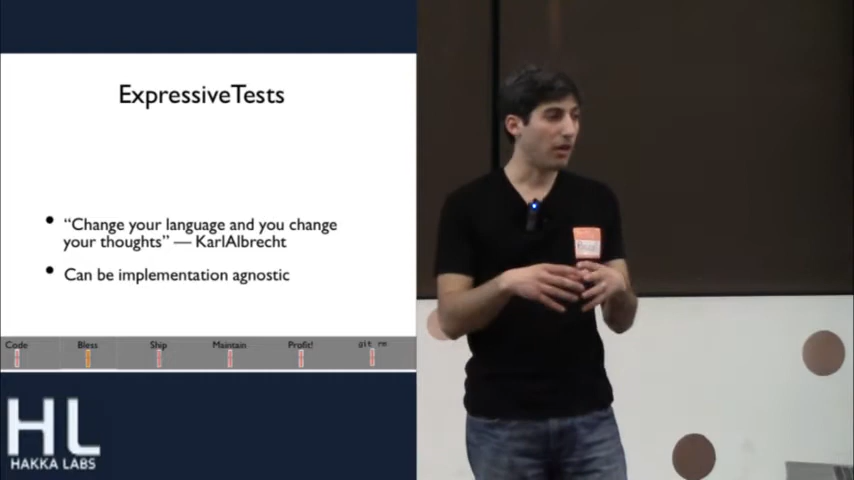 ExpressiveTests
“Change your language and you change
your thoughts” — KarlAlbrecht
Can be implementation agnostic
Code Bless Ship Maintain Profit! git rm
HL
HAKKA LABS